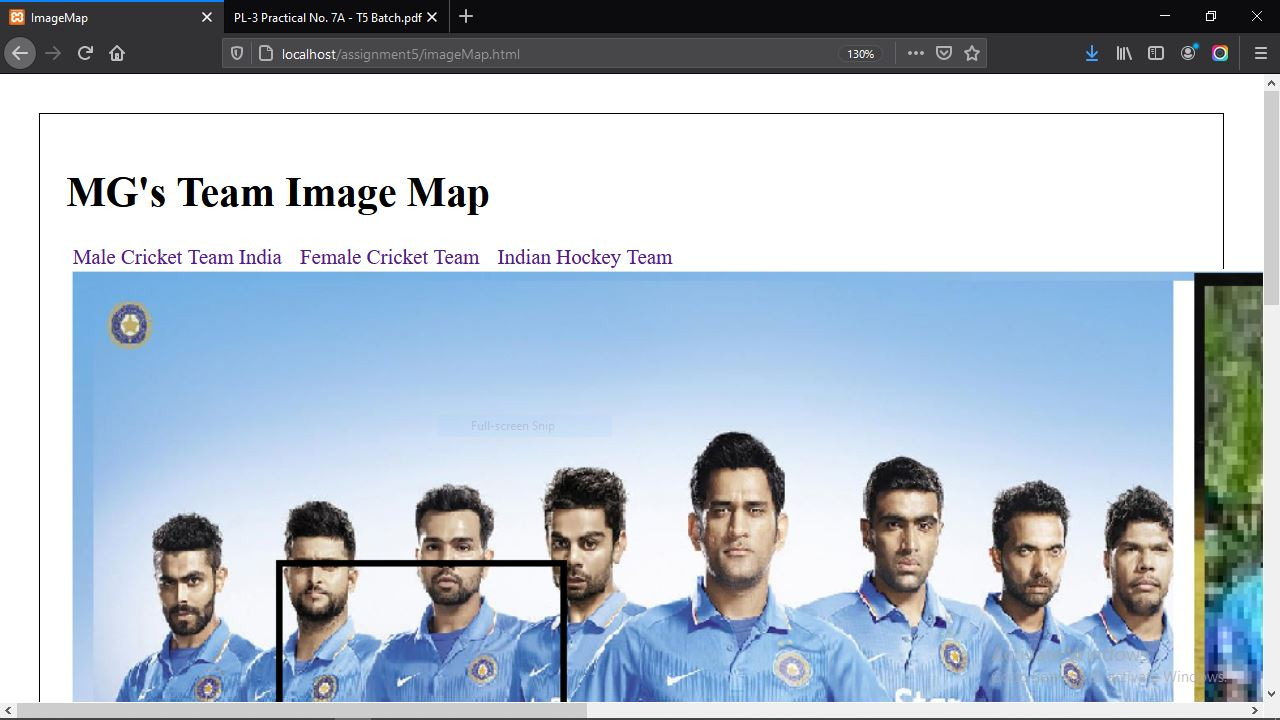 ImageMap
PL-3 Practical No. 7A - T5 Batch.pdf
localhost/assignment5/imageMap.html
130%
MG's Team Image Map
Male Cricket Team India Female Cricket Team Indian Hockey Team
Full-screen Snip
Star